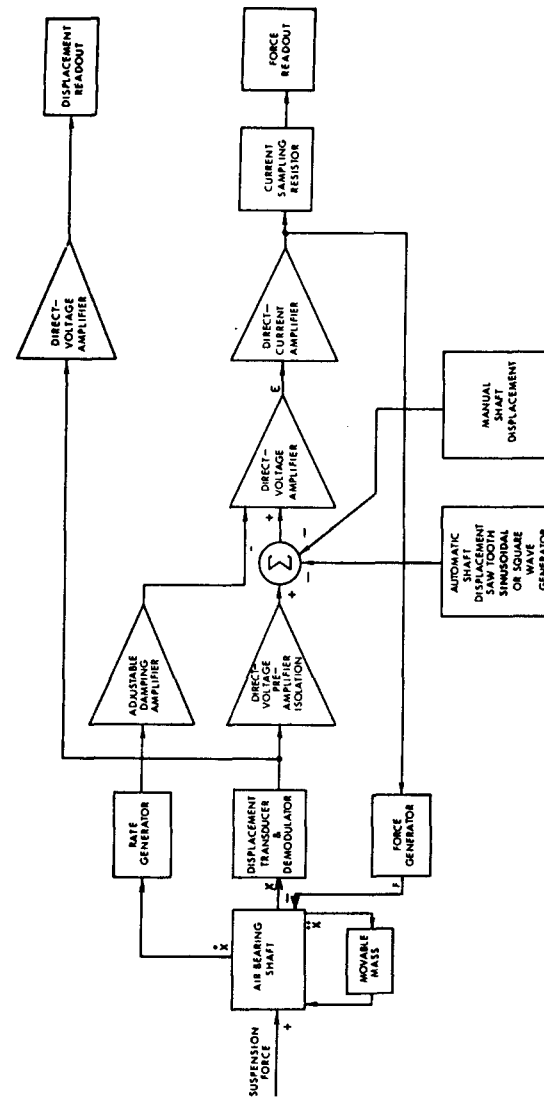 DISPLACEMENT
READOUT
FORCE
READOUT
CURRENT
SAMPLING
RESISTOR
DIRECT-
VOLTAGE
AMPLIFIER
DIRECT-
CURRENT
AMPLIFIER
ε
DIRECT-
VOLTAGE
AMPLIFIER
-
+
Σ
+
-
-
MANUAL
SHAFT
DISPLACEMENT
AUTOMATIC
SHAFT
DISPLACEMENT
SAW TOOTH
SINUSOIDAL
OR SQUARE
WAVE
GENERATOR
ADJUSTABLE
DAMPING
AMPLIFIER
DIRECT-
VOLTAGE
PRE-
AMPLIFIER
ISOLATION
RATE
GENERATOR
DISPLACEMENT
TRANSDUCER
&
DEMODULATOR
FORCE
GENERATOR
F
Ẋ
X
-
Ẍ
AIR BEARING
SHAFT
MOVABLE
MASS
SUSPENSION
FORCE
+